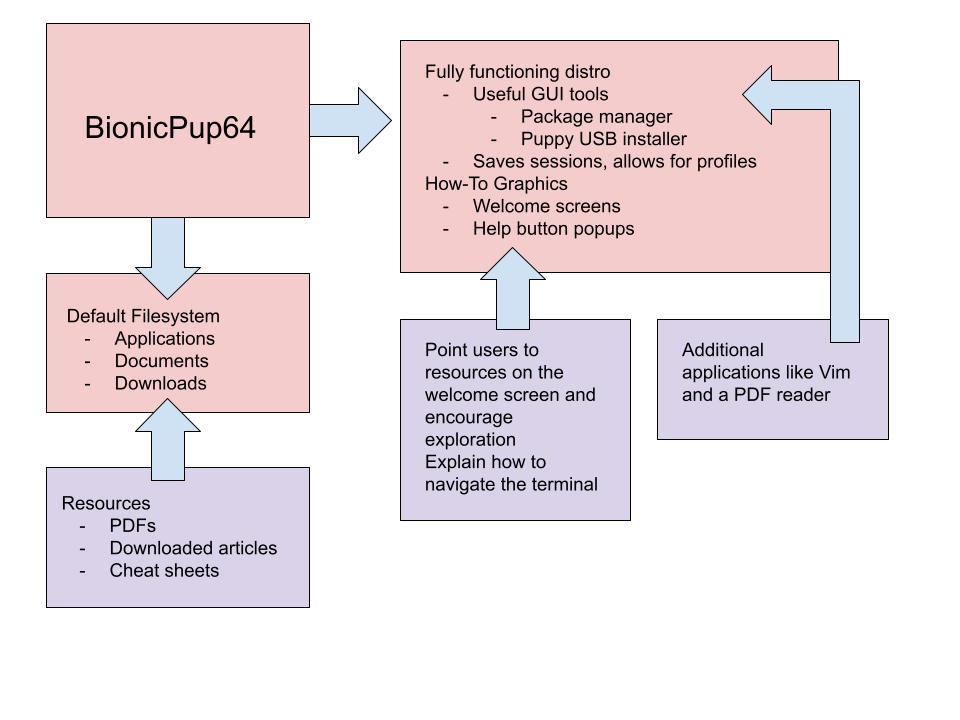 BionicPup64
Fully functioning distro
- Useful GUI tools
- Package manager
- Puppy USB installer
- Saves sessions, allows for profiles
How-To Graphics
- Welcome screens
- Help button popups
Default Filesystem
- Applications
- Documents
- Downloads
Point users to
resources on the
welcome screen and
encourage
exploration
Explain how to
navigate the terminal
Additional
applications like Vim
and a PDF reader
Resources
- PDFs
- Downloaded articles
- Cheat sheets